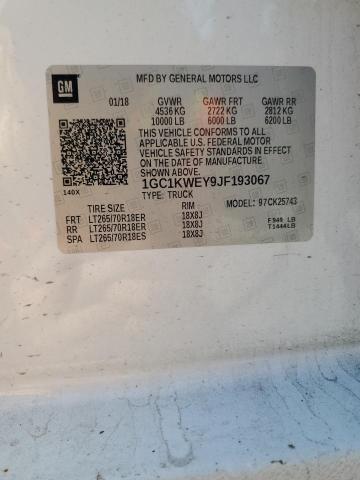 GM
MFD BY GENERAL MOTORS LLC
01/18 GVWR GAWR FRT GAWR RR
4536 KG 2722 KG 2812 KG
10000 LB 6000 LB 6200 LB
THIS VEHICLE CONFORMS TO ALL
APPLICABLE U.S. FEDERAL MOTOR
VEHICLE SAFETY STANDARDS IN EFFECT
ON THE DATE OF MANUFACTURE
SHOWN ABOVE.
1GC1KWEY9JF193067
140X TYPE: TRUCK
TIRE SIZE RIM MODEL: 97CK25743
FRT LT265/70R18ER 18X8J F949 LB
RR LT265/70R18ER 18X8J T1444LB
SPA LT265/70R18ES 18X8J